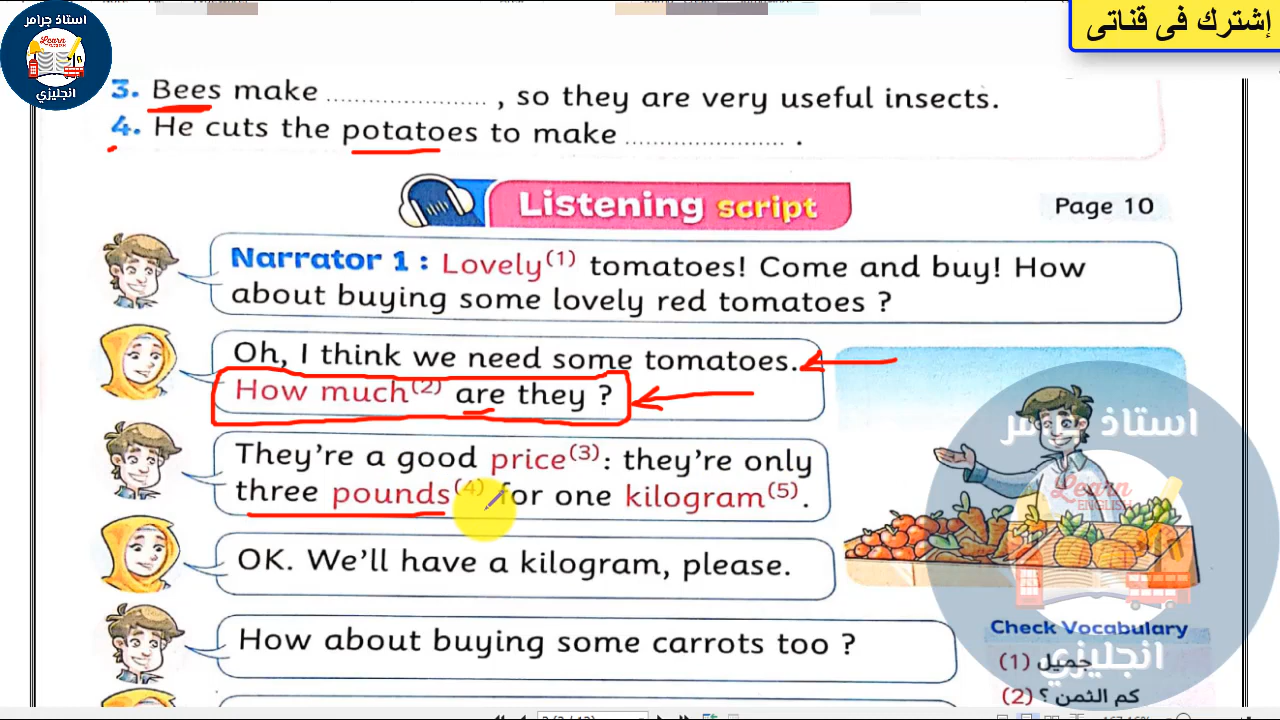 استاذ جرامر
Learn
ENGLISH
انجليزي
إشترك فى قناتى
3. Bees make ........................ , so they are very useful insects.
4. He cuts the potatoes to make ........................ .
Listening script
Page 10
Narrator 1 : Lovely(1) tomatoes! Come and buy! How
about buying some lovely red tomatoes ?
Oh, I think we need some tomatoes.
How much(2) are they ?
They're a good price(3): they're only
three pounds(4) for one kilogram(5).
OK. We'll have a kilogram, please.
How about buying some carrots too ?
استاذ جرامر
Learn
ENGLISH
انجليزي
Check Vocabulary
(1) جميل
(2) كم الثمن ؟